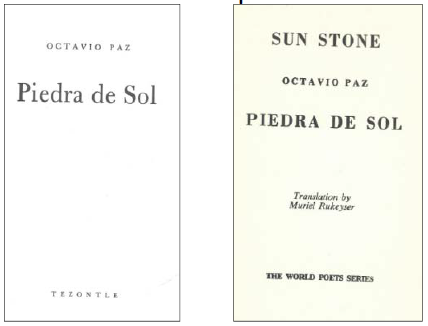 OCTAVIO PAZ
Piedra de Sol
TEZONTLE
SUN STONE
OCTAVIO PAZ
PIEDRA DE SOL
Translation by
Muriel Rukeyser
THE WORLD POETS SERIES